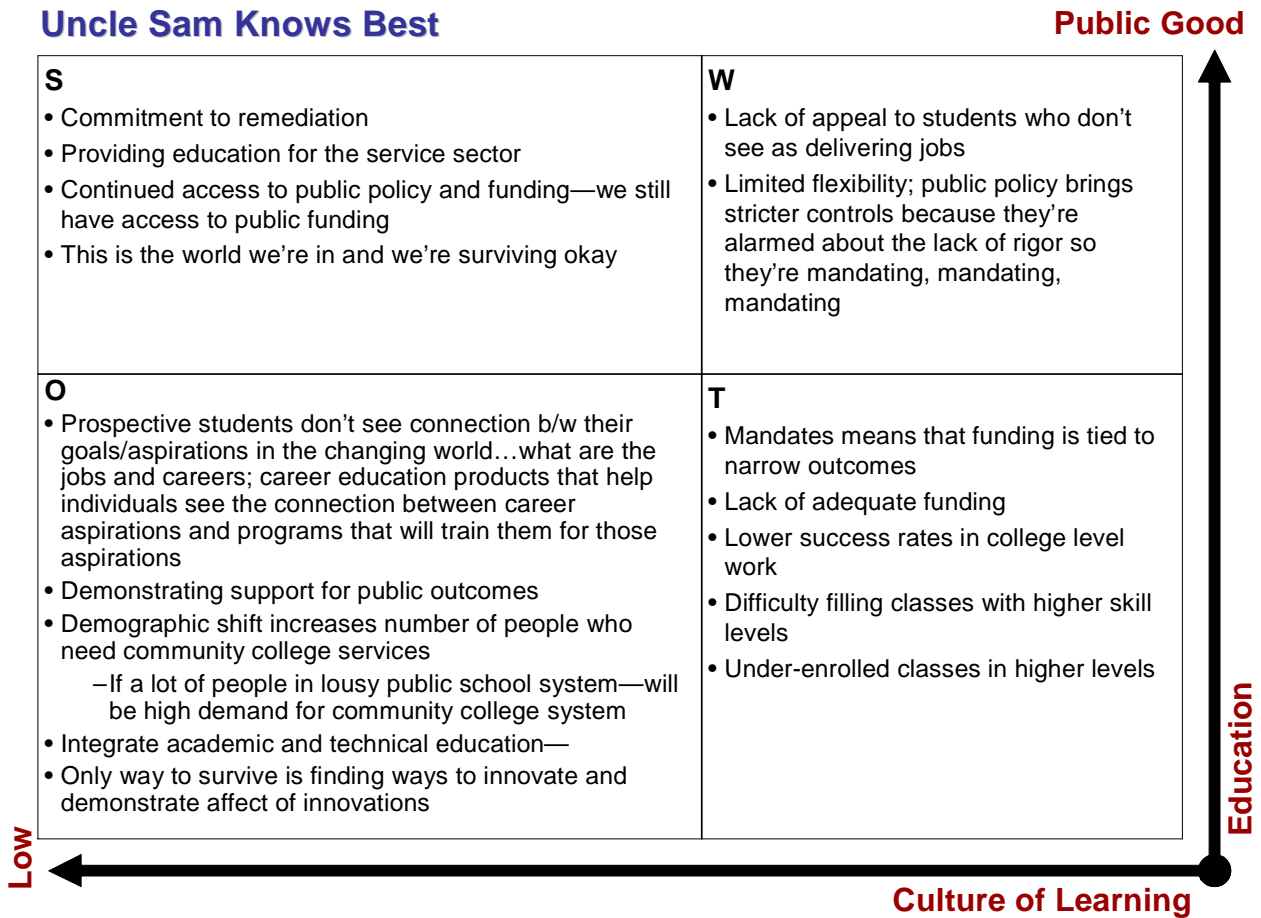 Uncle Sam Knows Best
Public Good
S
• Commitment to remediation
• Providing education for the service sector
• Continued access to public policy and funding—we still
have access to public funding
• This is the world we’re in and we’re surviving okay
W
• Lack of appeal to students who don’t
see as delivering jobs
• Limited flexibility; public policy brings
stricter controls because they’re
alarmed about the lack of rigor so
they’re mandating, mandating,
mandating
O
• Prospective students don’t see connection b/w their
goals/aspirations in the changing world…what are the
jobs and careers; career education products that help
individuals see the connection between career
aspirations and programs that will train them for those
aspirations
• Demonstrating support for public outcomes
• Demographic shift increases number of people who
need community college services
–If a lot of people in lousy public school system—will
be high demand for community college system
• Integrate academic and technical education—
• Only way to survive is finding ways to innovate and
demonstrate affect of innovations
T
• Mandates means that funding is tied to
narrow outcomes
• Lack of adequate funding
• Lower success rates in college level
work
• Difficulty filling classes with higher skill
levels
• Under-enrolled classes in higher levels
Education
Low
Culture of Learning